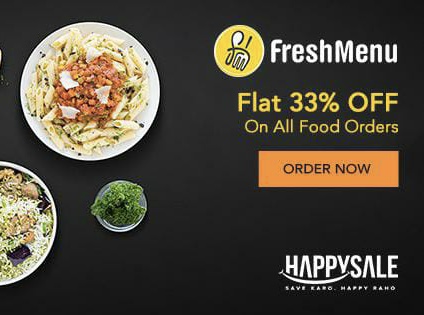 FreshMenu
Flat 33% OFF
On All Food Orders
ORDER NOW
HAPPYSALE
SAVE KARO. HAPPY RAHO